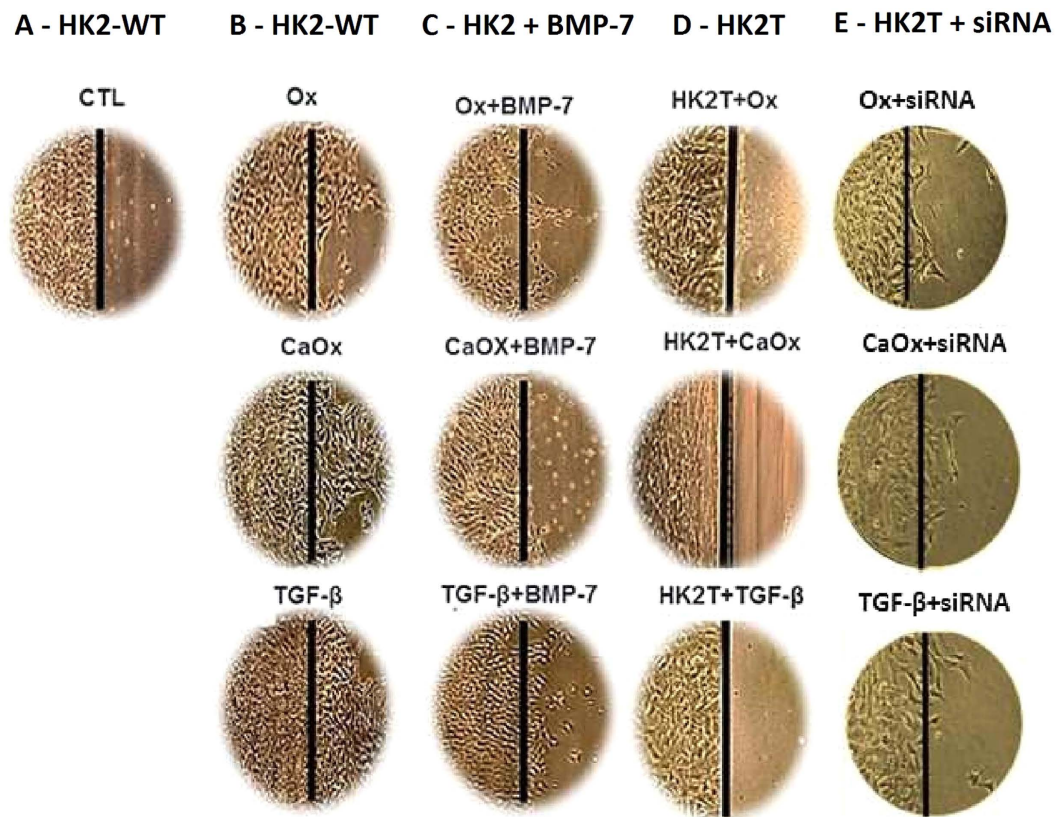 A - HK2-WT B - HK2-WT C - HK2 + BMP-7 D - HK2T E - HK2T + siRNA
CTL Ox Ox+BMP-7 HK2T+Ox Ox+siRNA
CaOx CaOX+BMP-7 HK2T+CaOx CaOx+siRNA
TGF-β TGF-β+BMP-7 HK2T+TGF-β TGF-β+siRNA